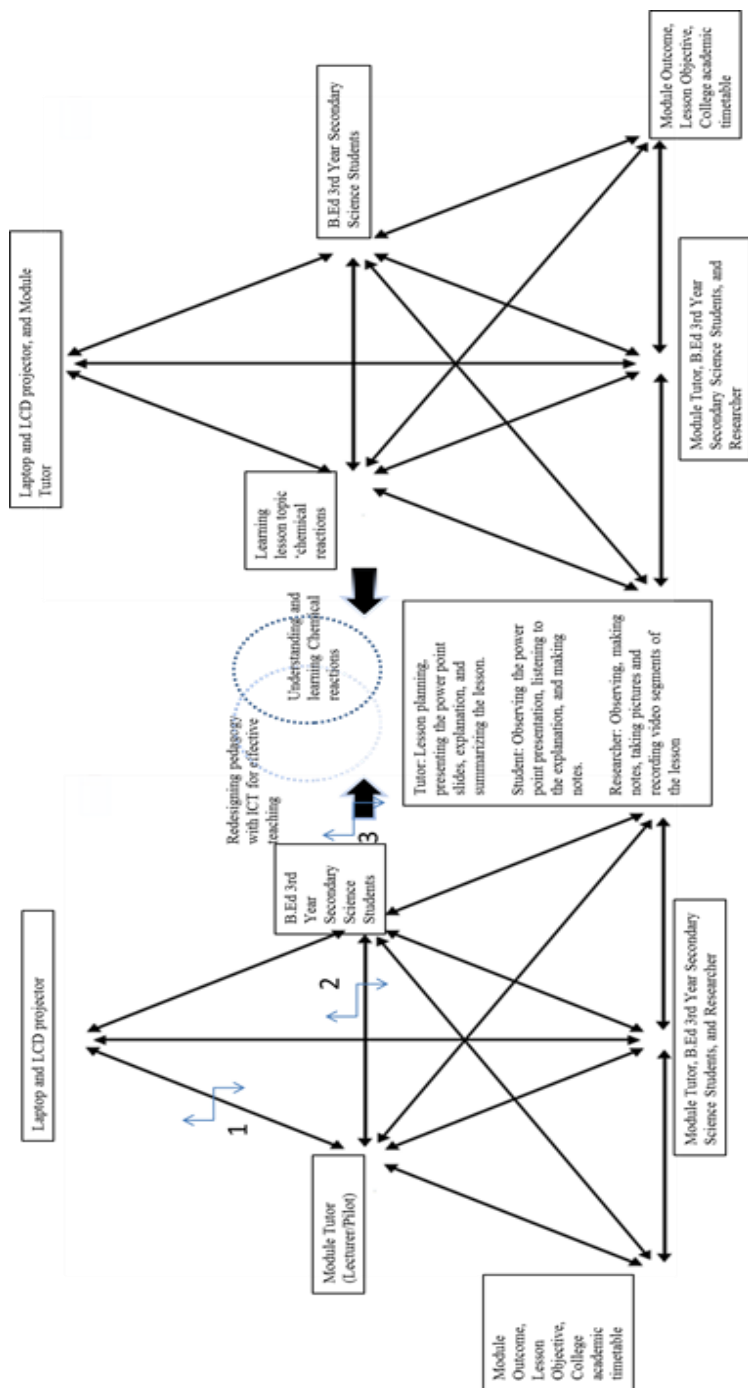 Laptop and LCD projector
Module Tutor
(Lecturer/Pilot)
1
2
B.Ed 3rd
Year
Secondary
Science
Students
3
Module
Outcome,
Lesson
Objective,
College
academic
timetable
Module Tutor, B.Ed 3rd Year Secondary
Science Students, and Researcher
Redesigning pedagogy
with ICT for effective
teaching
Understanding and
learning Chemical
reactions
Tutor: Lesson planning,
presenting the power point
slides, explanation, and
summarizing the lesson.
Student: Observing the power
point presentation, listening to
the explanation, and making
notes.
Researcher: Observing, making
notes, taking pictures and
recording video segments of
the lesson
Laptop and LCD projector, and Module
Tutor
Learning
lesson topic
‘chemical
reactions
B.Ed 3rd Year Secondary
Science Students
Module Tutor, B.Ed 3rd Year
Secondary Science Students, and
Researcher
Module Outcome,
Lesson Objective,
College academic
timetable